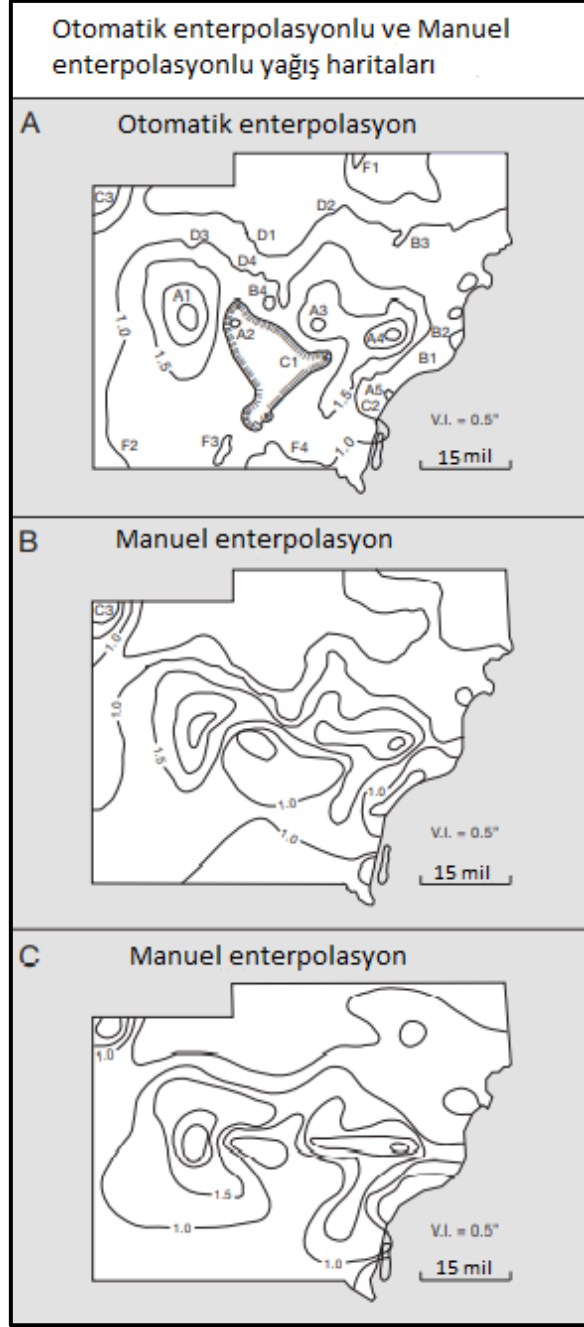 Otomatik enterpolasyonlu ve Manuel
enterpolasyonlu yağış haritaları
A Otomatik enterpolasyon
F1
C3
D2
D3 D1 B3
D4
A1 B4 A3
1.0 A2 A4 B2
1.5 C1 B1
A5
1.5 C2
V.I. = 0.5"
F2 F3 F4 1.0
15 mil
B Manuel enterpolasyon
C3
1.0
1.0
1.5
1.0 1.0
V.I. = 0.5"
1.0
15 mil
C Manuel enterpolasyon
1.0
1.5
1.0
V.I. = 0.5"
1.0
15 mil